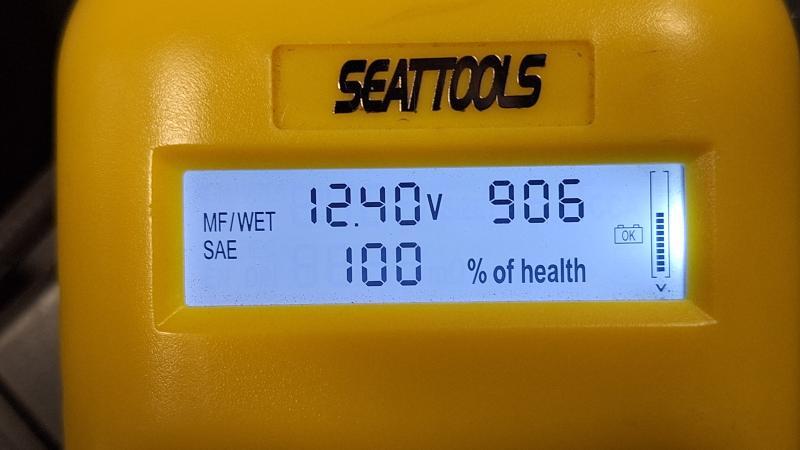 SEATTOOLS
MF/WET 12.40V 906
SAE 100 % of health
OK